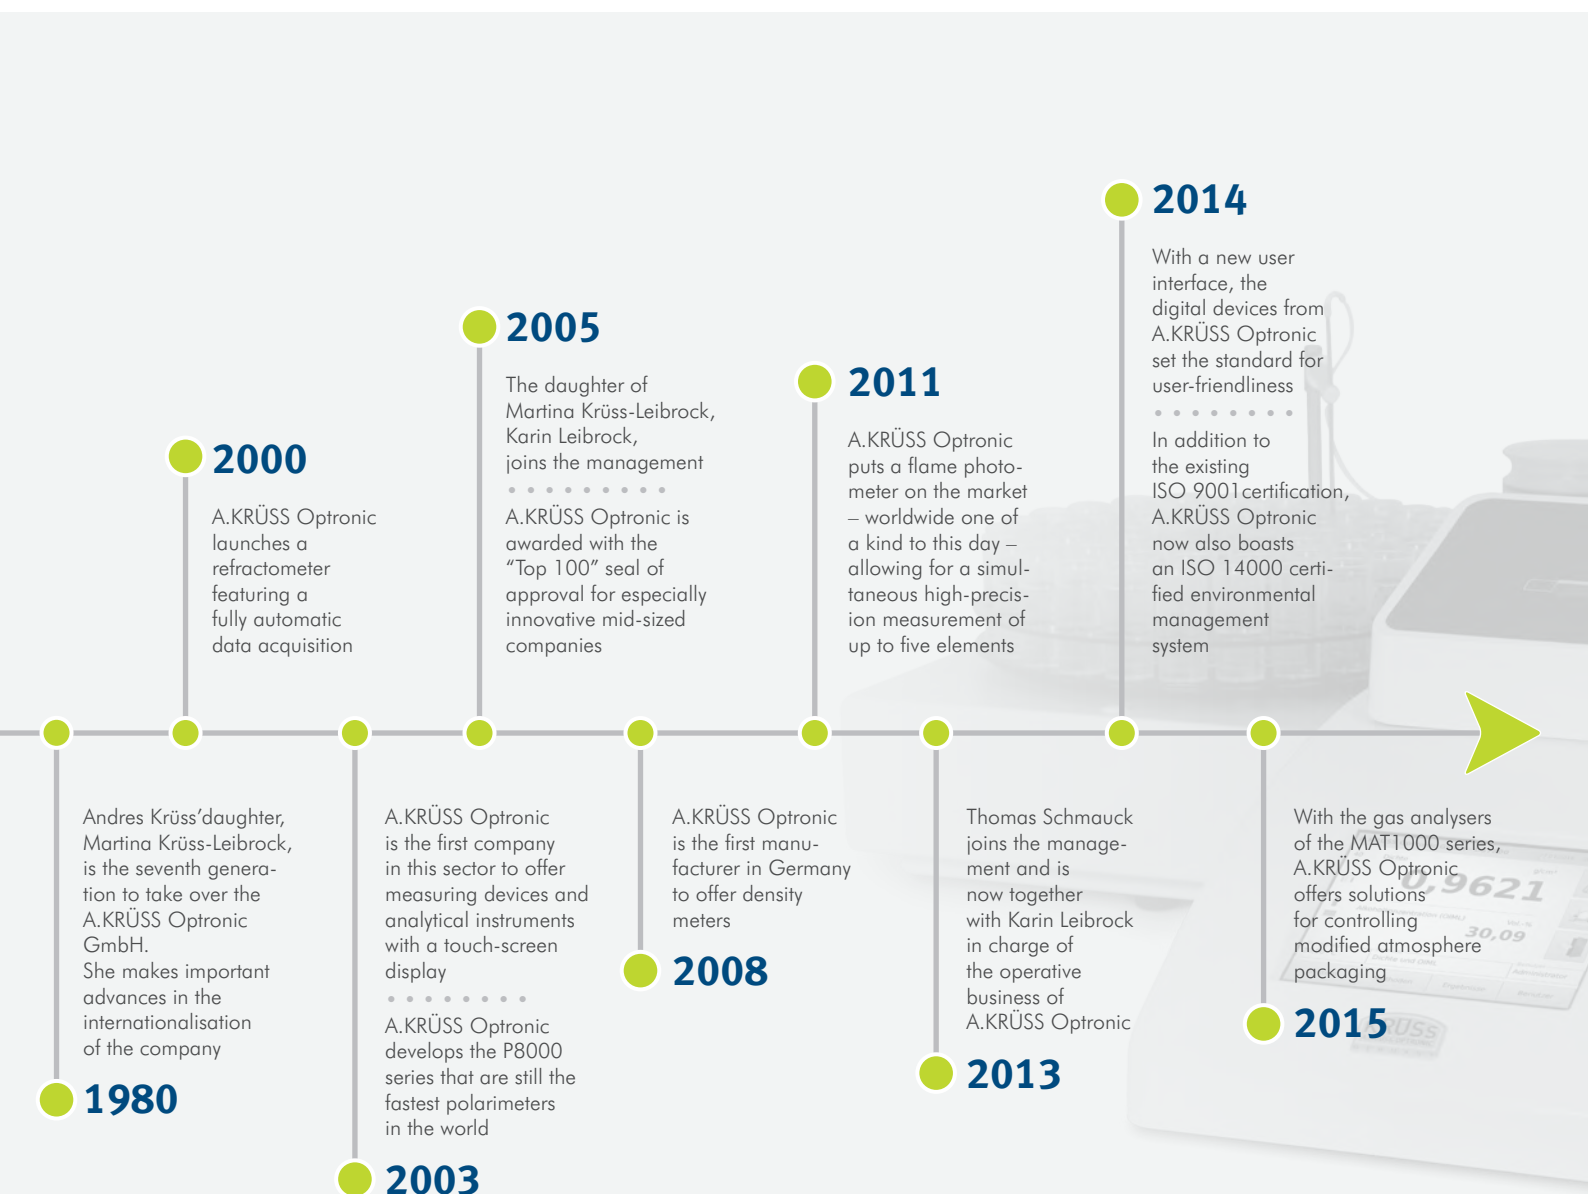 2014
With a new user
interface, the
digital devices from
A.KRÜSS Optronic
set the standard for
user-friendliness
In addition to
the existing
ISO 9001certification,
A.KRÜSS Optronic
now also boasts
an ISO 14000 certi-
fied environmental
management
system
2005
The daughter of
Martina Krüss-Leibrock,
Karin Leibrock,
joins the management
A.KRÜSS Optronic is
awarded with the
“Top 100” seal of
approval for especially
innovative mid-sized
companies
2011
A.KRÜSS Optronic
puts a flame photo-
meter on the market
– worldwide one of
a kind to this day –
allowing for a simul-
taneous high-precis-
ion measurement of
up to five elements
2000
A.KRÜSS Optronic
launches a
refractometer
featuring a
fully automatic
data acquisition
Andres Krüss’daughter,
Martina Krüss-Leibrock,
is the seventh genera-
tion to take over the
A.KRÜSS Optronic
GmbH.
She makes important
advances in the
internationalisation
of the company
1980
A.KRÜSS Optronic
is the first company
in this sector to offer
measuring devices and
analytical instruments
with a touch-screen
display
A.KRÜSS Optronic
develops the P8000
series that are still the
fastest polarimeters
in the world
2003
A.KRÜSS Optronic
is the first manu-
facturer in Germany
to offer density
meters
2008
Thomas Schmauck
joins the manage-
ment and is
now together
with Karin Leibrock
in charge of
the operative
business of
A.KRÜSS Optronic
2013
With the gas analysers
of the MAT1000 series,
A.KRÜSS Optronic
offers solutions
for controlling
modified atmosphere
packaging
2015
0,9621
30,09
KRÜSS